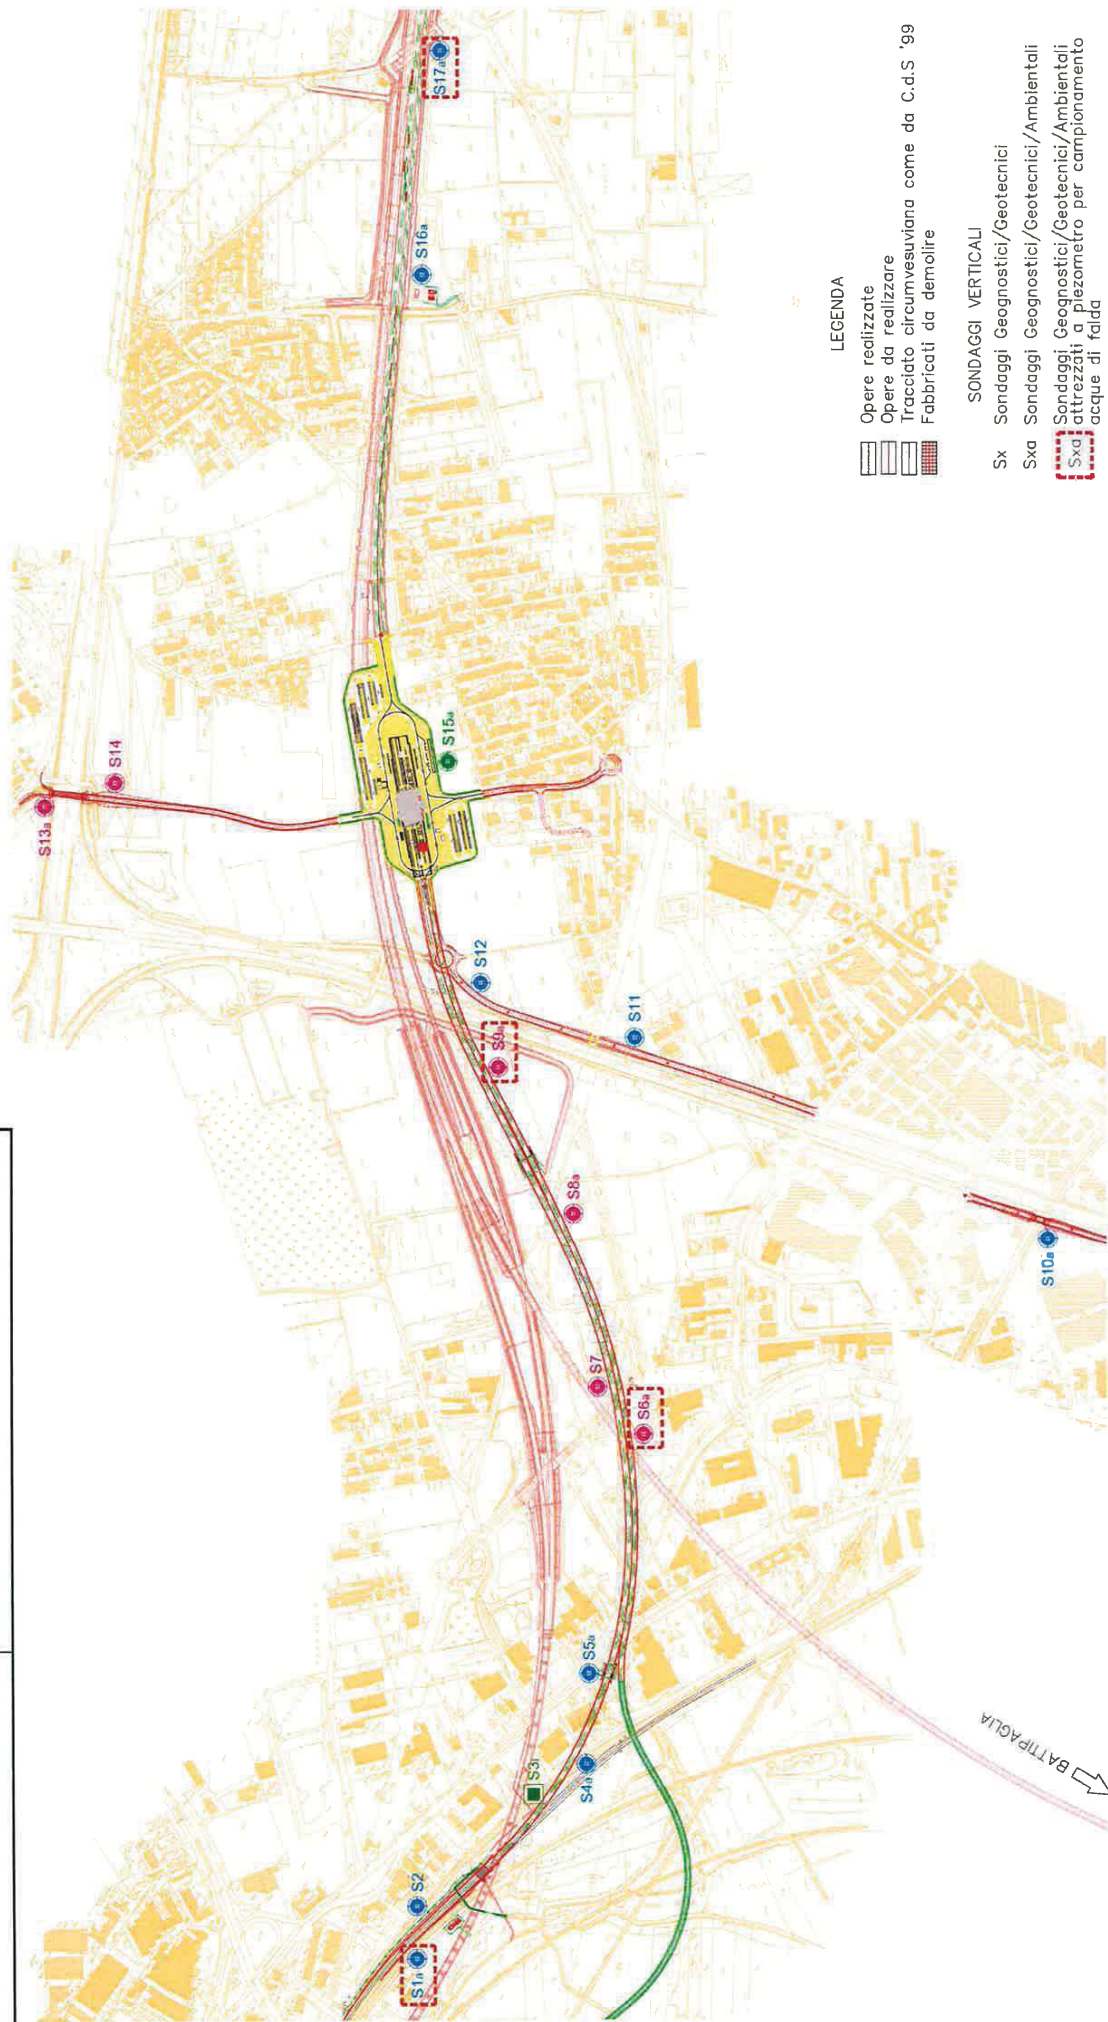 S1a
S2
S3i
S4a
S5a
S6a
S7
S8a
S9a
S10a
S11
S12
S13a
S14
S15a
S16a
S17a
BATTIPAGLIA
LEGENDA
Opere realizzate
Opere da realizzare
Tracciato circumvesuviana come da C.d.S '99
Fabbricati da demolire
SONDAGGI VERTICALI
Sx Sondaggi Geognostici/Geotecnici
Sxa Sondaggi Geognostici/Geotecnici/Ambientali
Sxa Sondaggi Geognostici/Geotecnici/Ambientali
attrezzati a piezometro per campionamento
acque di falda